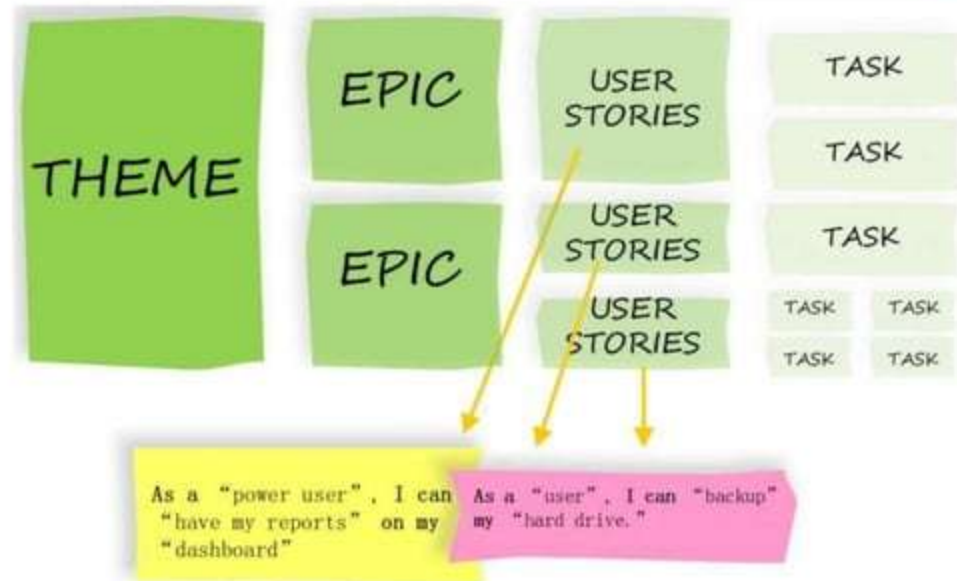 THEME
EPIC
EPIC
USER
STORIES
USER
STORIES
USER
STORIES
TASK
TASK
TASK
TASK
TASK
TASK
TASK
As a “power user”, I can
“have my reports” on my
“dashboard”
As a “user”, I can “backup”
my “hard drive.”